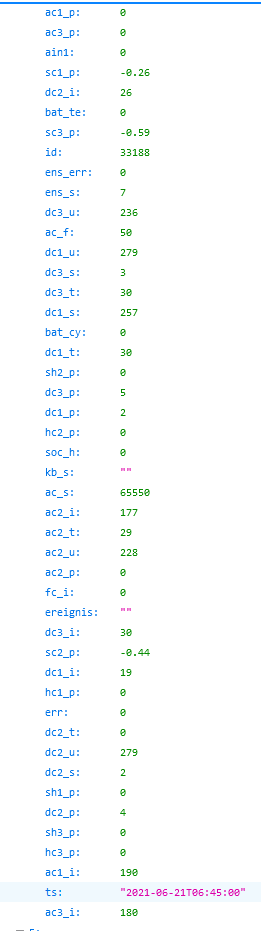 ac1_p: 0
ac3_p: 0
ain1: 0
sc1_p: -0.26
dc2_i: 26
bat_te: 0
sc3_p: -0.59
id: 33188
ens_err: 0
ens_s: 7
dc3_u: 236
ac_f: 50
dc1_u: 279
dc3_s: 3
dc3_t: 30
dc1_s: 257
bat_cy: 0
dc1_t: 30
sh2_p: 0
dc3_p: 5
dc1_p: 2
hc2_p: 0
soc_h: 0
kb_s: ""
ac_s: 65550
ac2_i: 177
ac2_t: 29
ac2_u: 228
ac2_p: 0
fc_i: 0
ereignis: ""
dc3_i: 30
sc2_p: -0.44
dc1_i: 19
hc1_p: 0
err: 0
dc2_t: 0
dc2_u: 279
dc2_s: 2
sh1_p: 0
dc2_p: 4
sh3_p: 0
hc3_p: 0
ac1_i: 190
ts: "2021-06-21T06:45:00"
ac3_i: 180